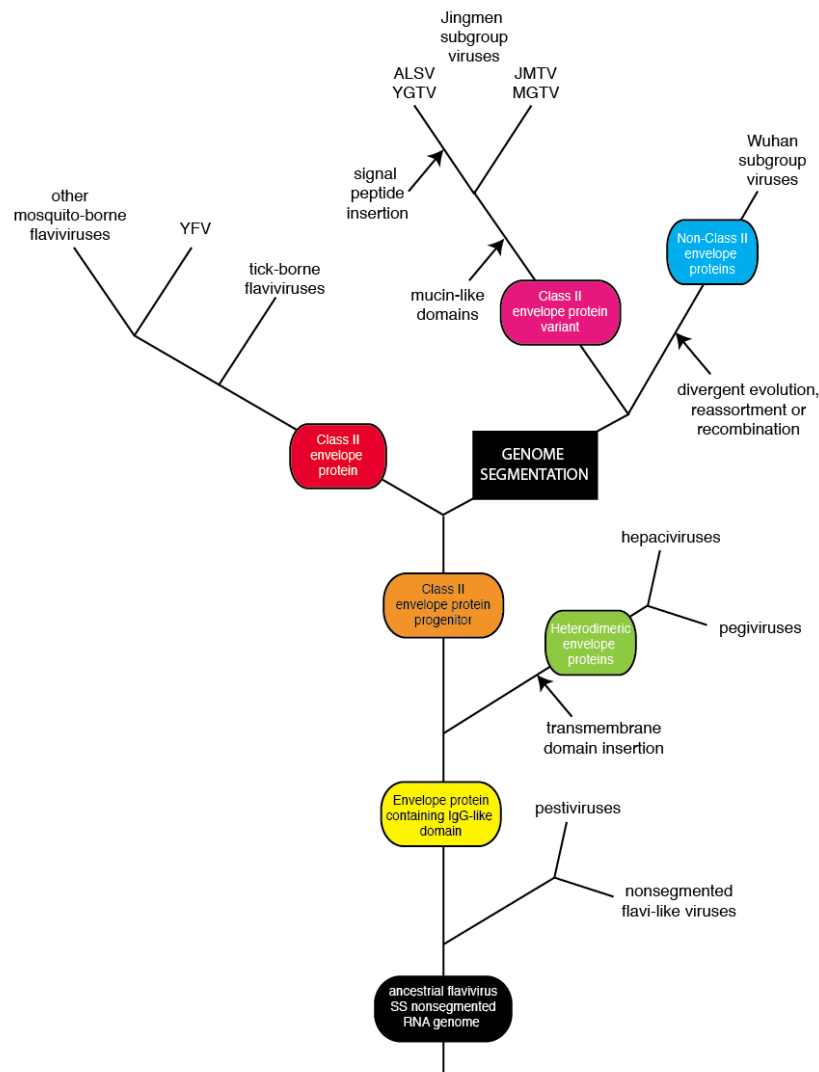 Jingmen
subgroup
viruses
ALSV
YGTV
JMTV
MGTV
Wuhan
subgroup
viruses
signal
peptide
insertion
other
mosquito-borne
flaviviruses
YFV
tick-borne
flaviviruses
Non-Class II
envelope
proteins
mucin-like
domains
Class II
envelope protein
variant
divergent evolution,
reassortment or
recombination
Class II
envelope
protein
GENOME
SEGMENTATION
hepaciviruses
Class II
envelope protein
progenitor
Heterodimeric
envelope
proteins
pegiviruses
transmembrane
domain insertion
Envelope protein
containing IgG-like
domain
pestiviruses
nonsegmented
flavi-like viruses
ancestral flavivirus
SS nonsegmented
RNA genome